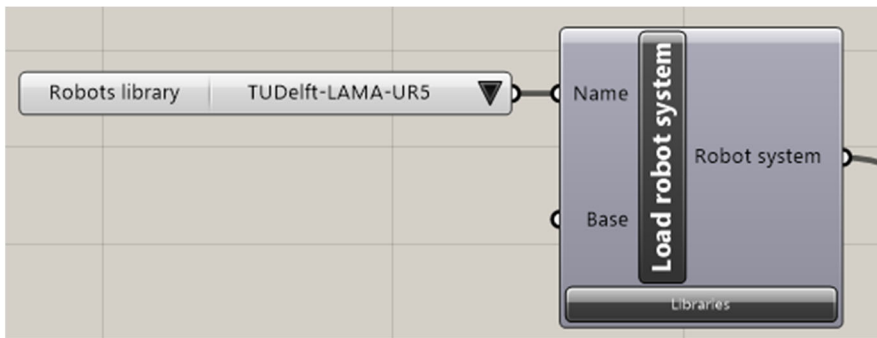 Robots library
TUDelft-LAMA-UR5
Name
Base
Load robot system
Robot system
Libraries